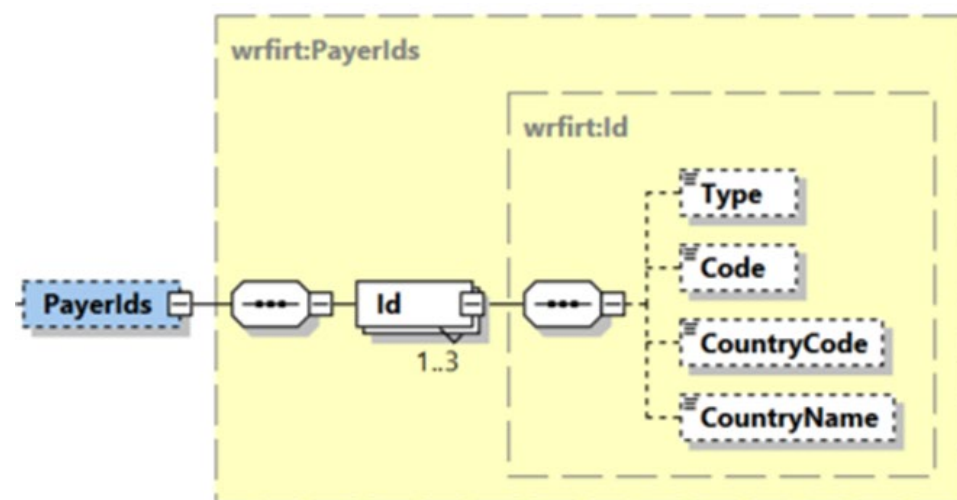 wrfirt:PayerIds
wrfirt:Id
Type
Code
PayerIds
Id
CountryCode
1..3
CountryName